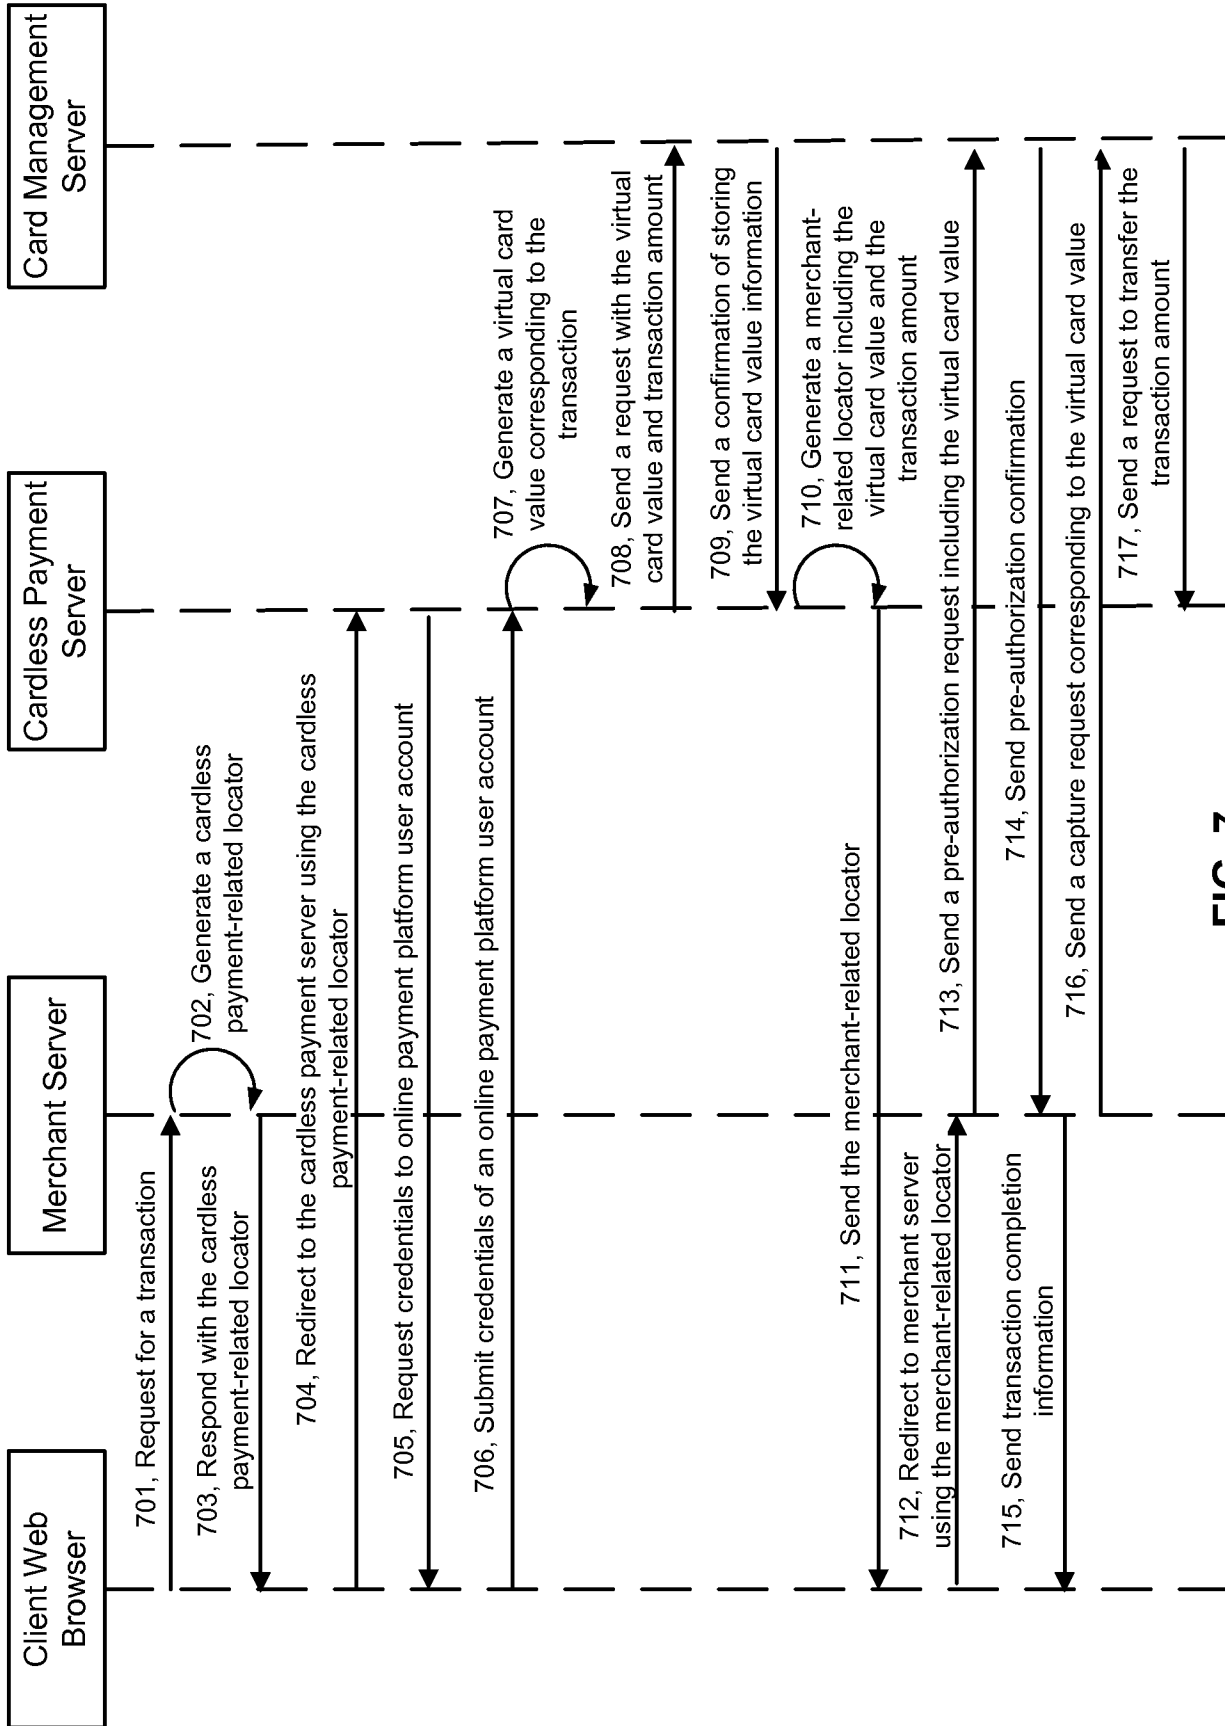 Client Web
Browser
Merchant Server
Cardless Payment
Server
Card Management
Server
701, Request for a transaction
702, Generate a cardless
payment-related locator
703, Respond with the cardless
payment-related locator
704, Redirect to the cardless payment server using the cardless
payment-related locator
705, Request credentials to online payment platform user account
706, Submit credentials of an online payment platform user account
707, Generate a virtual card
value corresponding to the
transaction
708, Send a request with the virtual
card value and transaction amount
709, Send a confirmation of storing
the virtual card value information
710, Generate a merchant-
related locator including the
virtual card value and the
transaction amount
711, Send the merchant-related locator
712, Redirect to merchant server
using the merchant-related locator
713, Send a pre-authorization request including the virtual card value
714, Send pre-authorization confirmation
715, Send transaction completion
information
716, Send a capture request corresponding to the virtual card value
717, Send a request to transfer the
transaction amount
FIG. 7